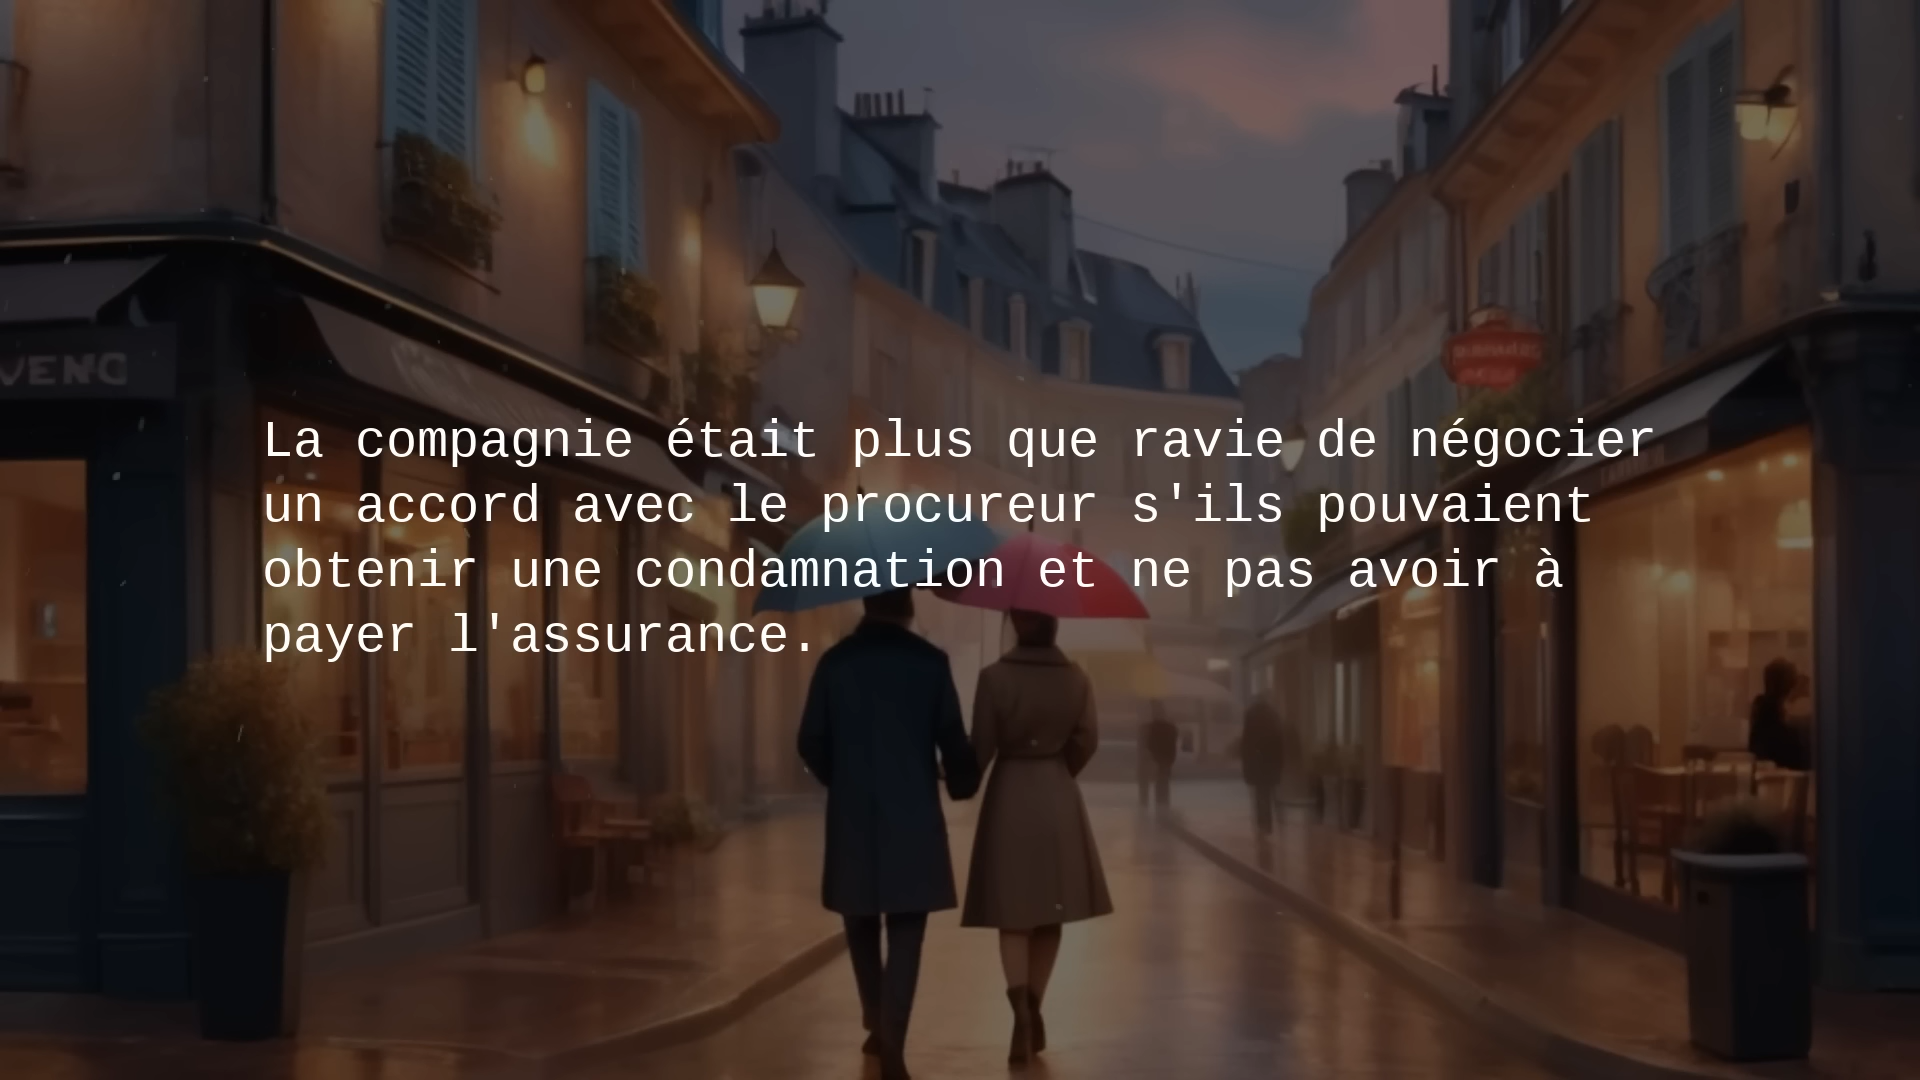 La compagnie était plus que ravie de négocier
un accord avec le procureur s'ils pouvaient
obtenir une condamnation et ne pas avoir à
payer l'assurance.